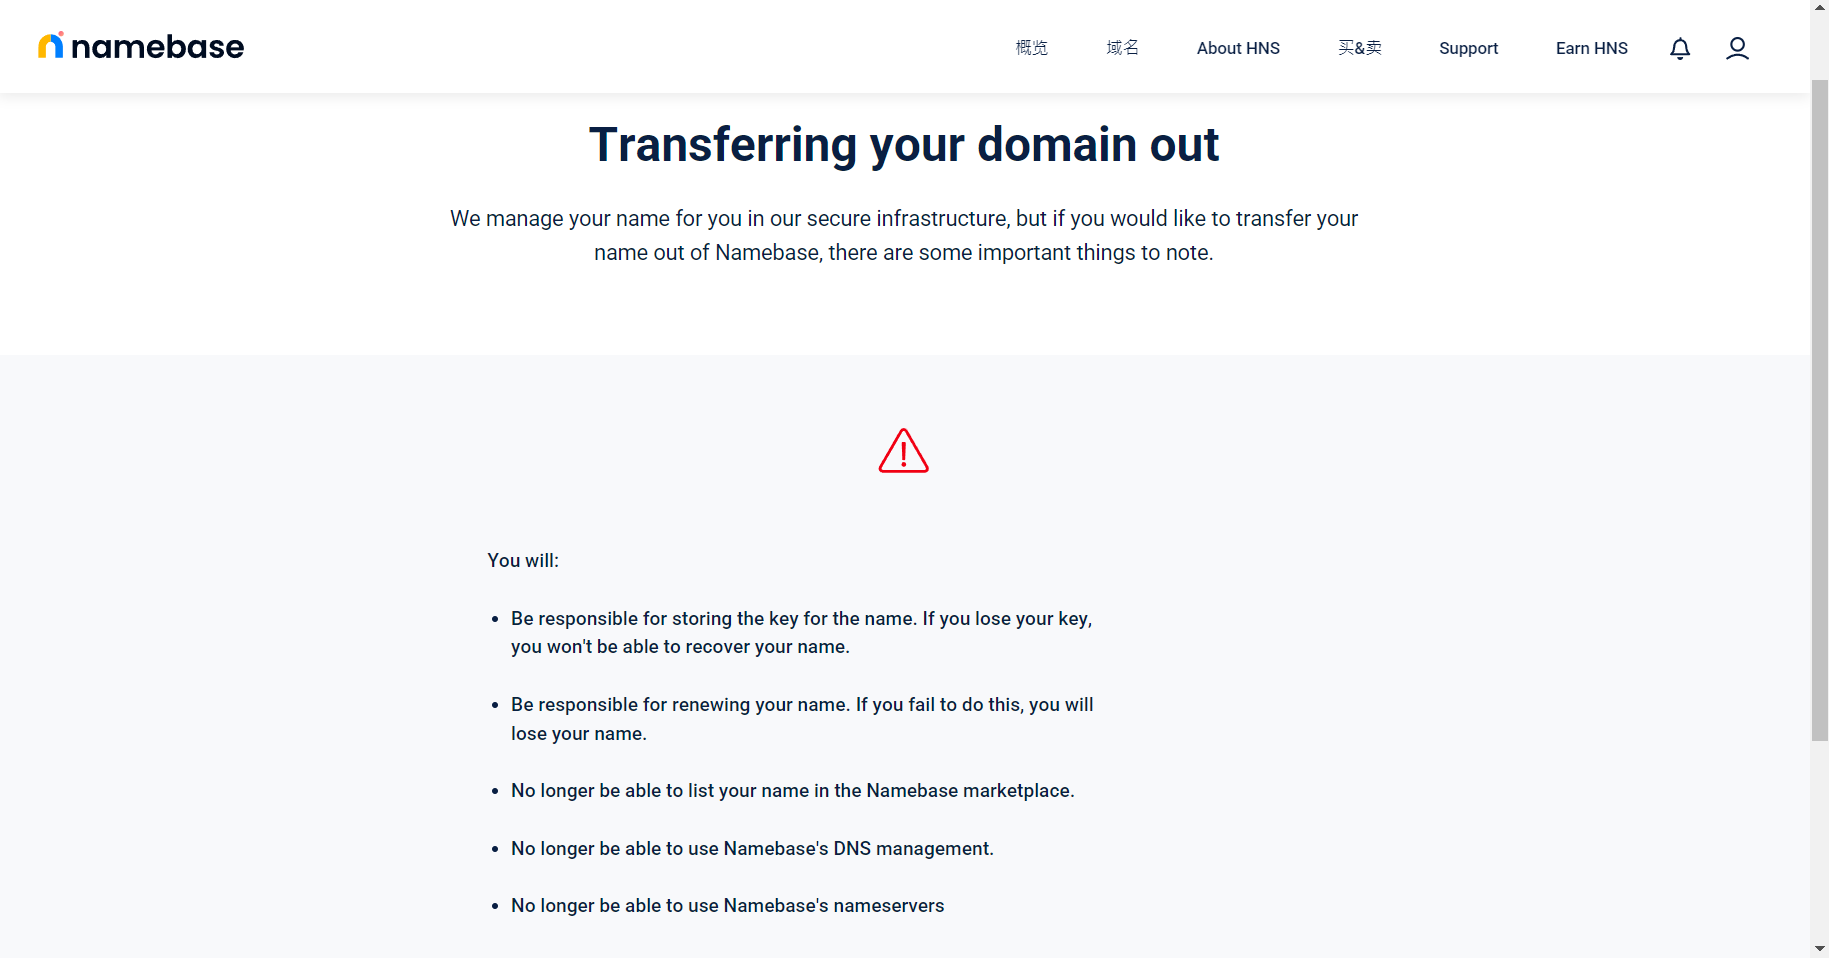 namebase
概览
域名
About HNS
买&卖
Support
Earn HNS
Transferring your domain out
We manage your name for you in our secure infrastructure, but if you would like to transfer your
name out of Namebase, there are some important things to note.
You will:
Be responsible for storing the key for the name. If you lose your key,
you won't be able to recover your name.
Be responsible for renewing your name. If you fail to do this, you will
lose your name.
No longer be able to list your name in the Namebase marketplace.
No longer be able to use Namebase's DNS management.
No longer be able to use Namebase's nameservers